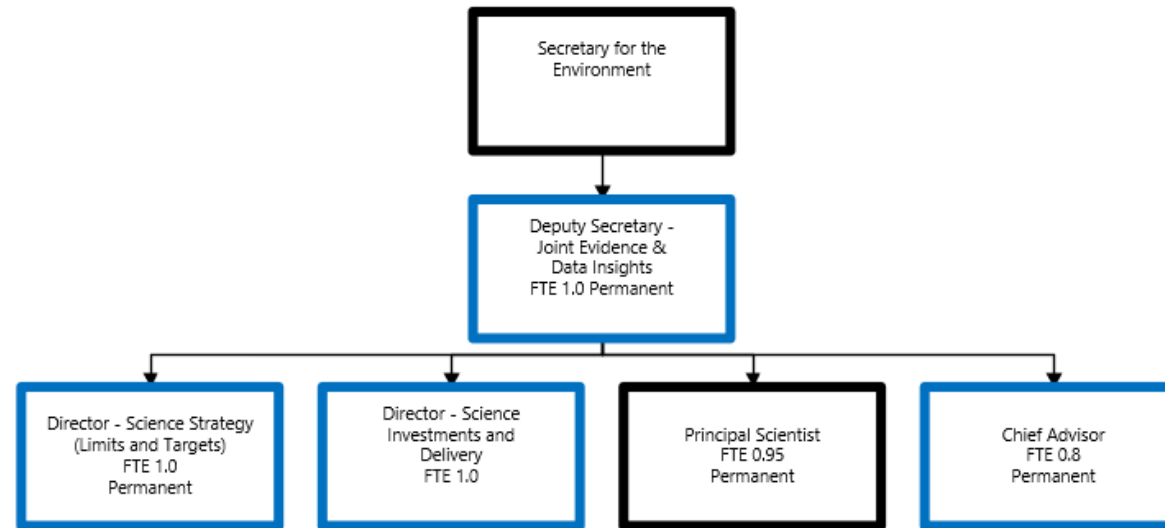 Secretary for the
Environment
Deputy Secretary -
Joint Evidence &
Data Insights
FTE 1.0 Permanent
Director - Science Strategy
(Limits and Targets)
FTE 1.0
Permanent
Director - Science
Investments and
Delivery
FTE 1.0
Principal Scientist
FTE 0.95
Permanent
Chief Advisor
FTE 0.8
Permanent